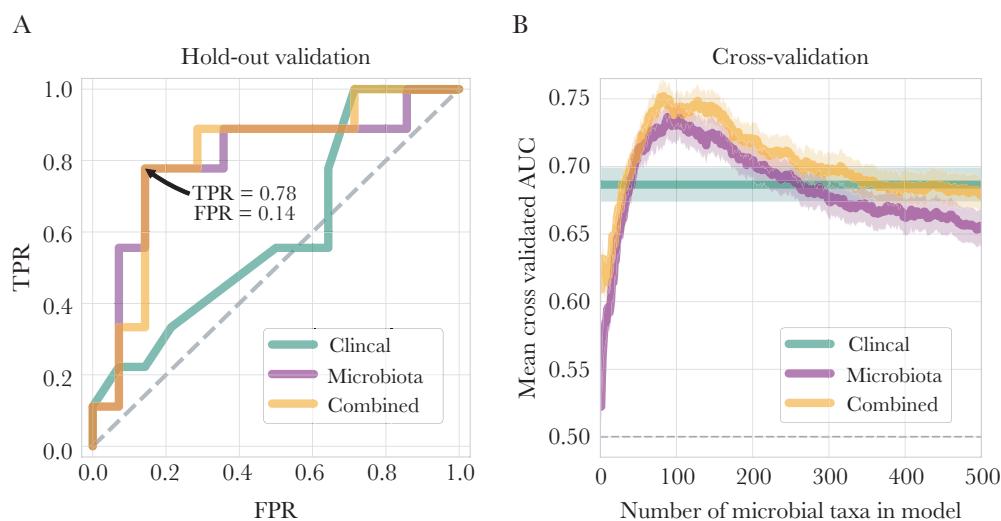 A
Hold-out validation
1.0
0.8
0.6
0.4
0.2
0.0
TPR
TPR = 0.78
FPR = 0.14
Clincal
Microbiota
Combined
0.0 0.2 0.4 0.6 0.8 1.0
FPR
B
Cross-validation
0.75
0.70
0.65
0.60
0.55
0.50
Mean cross validated AUC
Clincal
Microbiota
Combined
0 100 200 300 400 500
Number of microbial taxa in model